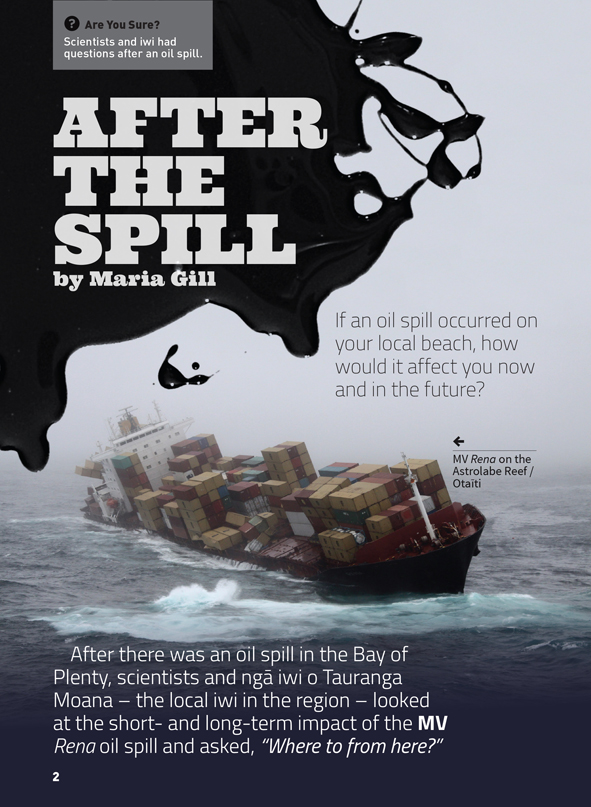 ? Are You Sure?
Scientists and iwi had
questions after an oil spill.
AFTER
THE
SPILL
by Maria Gill
If an oil spill occurred on
your local beach, how
would it affect you now
and in the future?
MV Rena on the
Astrolabe Reef /
Otaiti
After there was an oil spill in the Bay of
Plenty, scientists and ngā iwi o Tauranga
Moana – the local iwi in the region – looked
at the short- and long-term impact of the MV
Rena oil spill and asked, “Where to from here?”
2